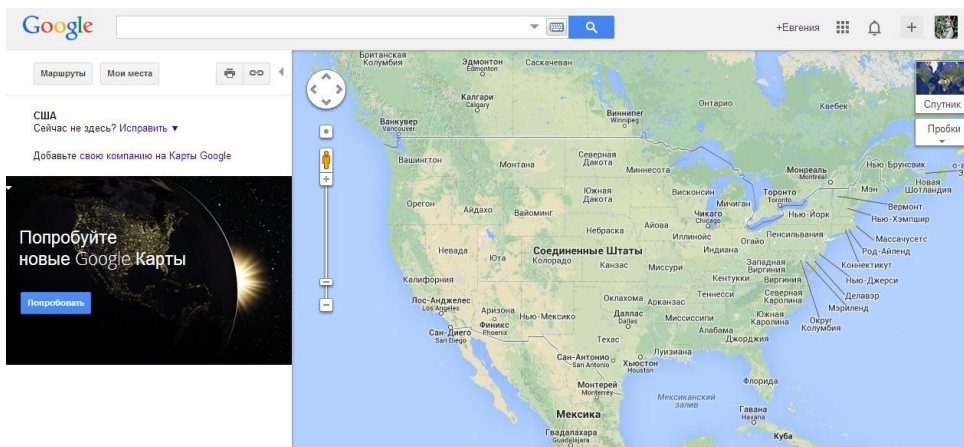 Google
+Евгения
Маршруты
Мои места
США
Сейчас не здесь? Исправить ▼
Добавьте свою компанию на Карты Google
Попробуйте
новые Google Карты
Попробовать
Спутник
Пробки
Британская
Колумбия
Эдмонтон
Edmonton
Саскачеван
Калгари
Calgary
Ванкувер
Vancouver
Виннипег
Winnipeg
Онтарио
Квебек
Вашингтон
Монтана
Северная
Дакота
Миннесота
Монреаль
Montréal
Нью-Брунсвик
Мэн
Новая
Шотландия
Орегон
Айдахо
Вайоминг
Южная
Дакота
Висконсин
Мичиган
Торонто
Toronto
Вермонт
Нью-Хэмпшир
Чикаго
Chicago
Нью-Йорк
Массачусетс
Небраска
Айова
Иллинойс
Индиана
Огайо
Пенсильвания
Род-Айленд
Коннектикут
Невада
Юта
Соединенные Штаты
Колорадо
Канзас
Миссури
Западная
Виргиния
Кентукки
Виргиния
Нью-Джерси
Делавэр
Мэриленд
Калифорния
Лос-Анджелес
Los Angeles
Аризона
Нью-Мексико
Оклахома
Арканзас
Теннесси
Северная
Каролина
Округ
Колумбия
Сан-Диего
San Diego
Финикс
Phoenix
Даллас
Dallas
Миссисипи
Алабама
Южная
Каролина
Джорджия
Техас
Луизиана
Сан-Антонио
San Antonio
Хьюстон
Houston
Флорида
Монтерей
Monterrey
Мексиканский
залив
Мексика
Гавана
Havana
Куба
Гвадалахара
Guadalajara